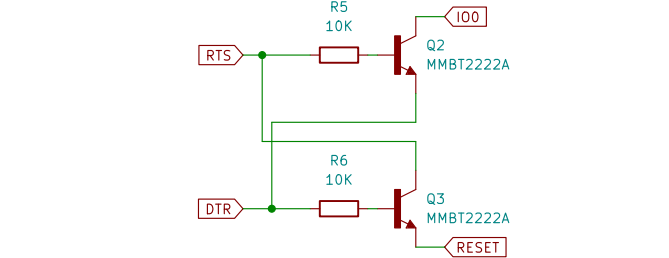 R5
10K
IO0
RTS
Q2
MMBT2222A
R6
10K
Q3
DTR
MMBT2222A
RESET